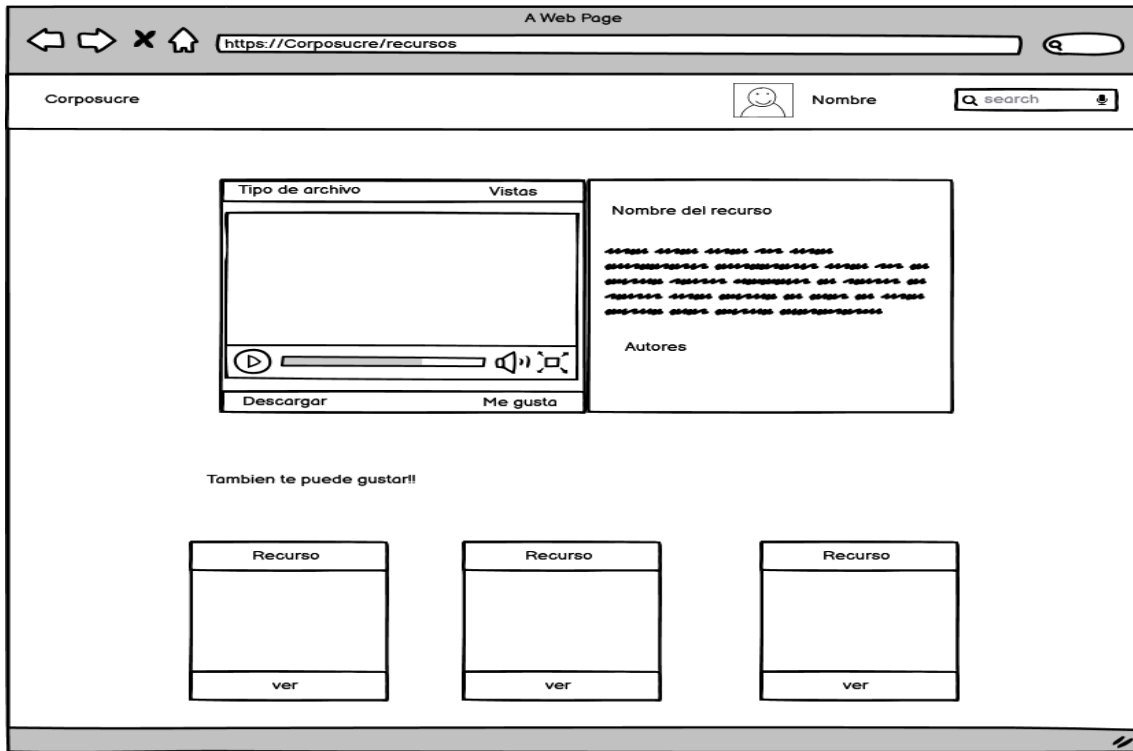 A Web Page
https://Corposucre/recursos
Corposucre
Nombre
search
Tipo de archivo
Vistas
Nombre del recurso
Autores
Descargar
Me gusta
Tambien te puede gustar!!
Recurso
Recurso
Recurso
ver
ver
ver